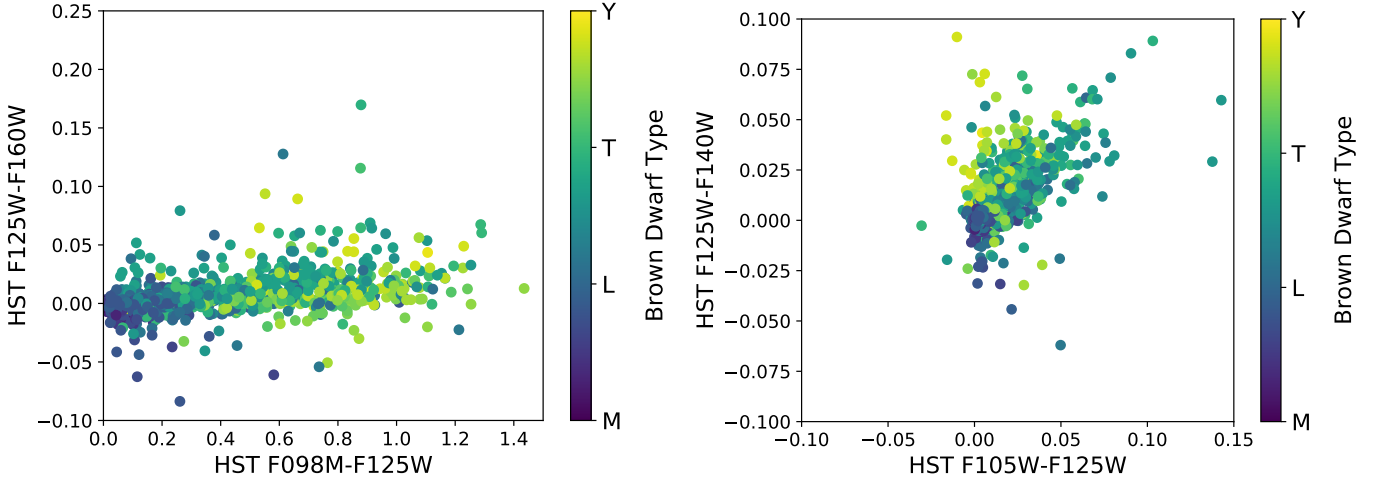 0.25
0.20
0.15
0.10
0.05
0.00
−0.05
−0.10
0.0 0.2 0.4 0.6 0.8 1.0 1.2 1.4
HST F098M-F125W
HST F125W-F160W
Y
T
L
M
Brown Dwarf Type
0.100
0.075
0.050
0.025
0.000
−0.025
−0.050
−0.075
−0.100
−0.10 −0.05 0.00 0.05 0.10 0.15
HST F105W-F125W
HST F125W-F140W
Y
T
L
M
Brown Dwarf Type